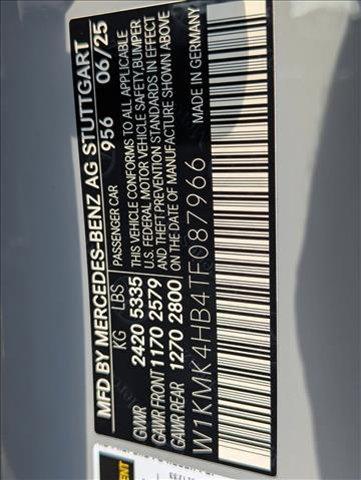 MFD BY MERCEDES-BENZ AG STUTTGART
956 06/25
KG LBS PASSENGER CAR
GVWR 2420 5335 THIS VEHICLE CONFORMS TO ALL APPLICABLE
U.S. FEDERAL MOTOR VEHICLE SAFETY, BUMPER
GAWR FRONT 1170 2579 AND THEFT PREVENTION STANDARDS IN EFFECT
GAWR REAR 1270 2800 ON THE DATE OF MANUFACTURE SHOWN ABOVE
MADE IN GERMANY
W1KMK4HB4TF087966